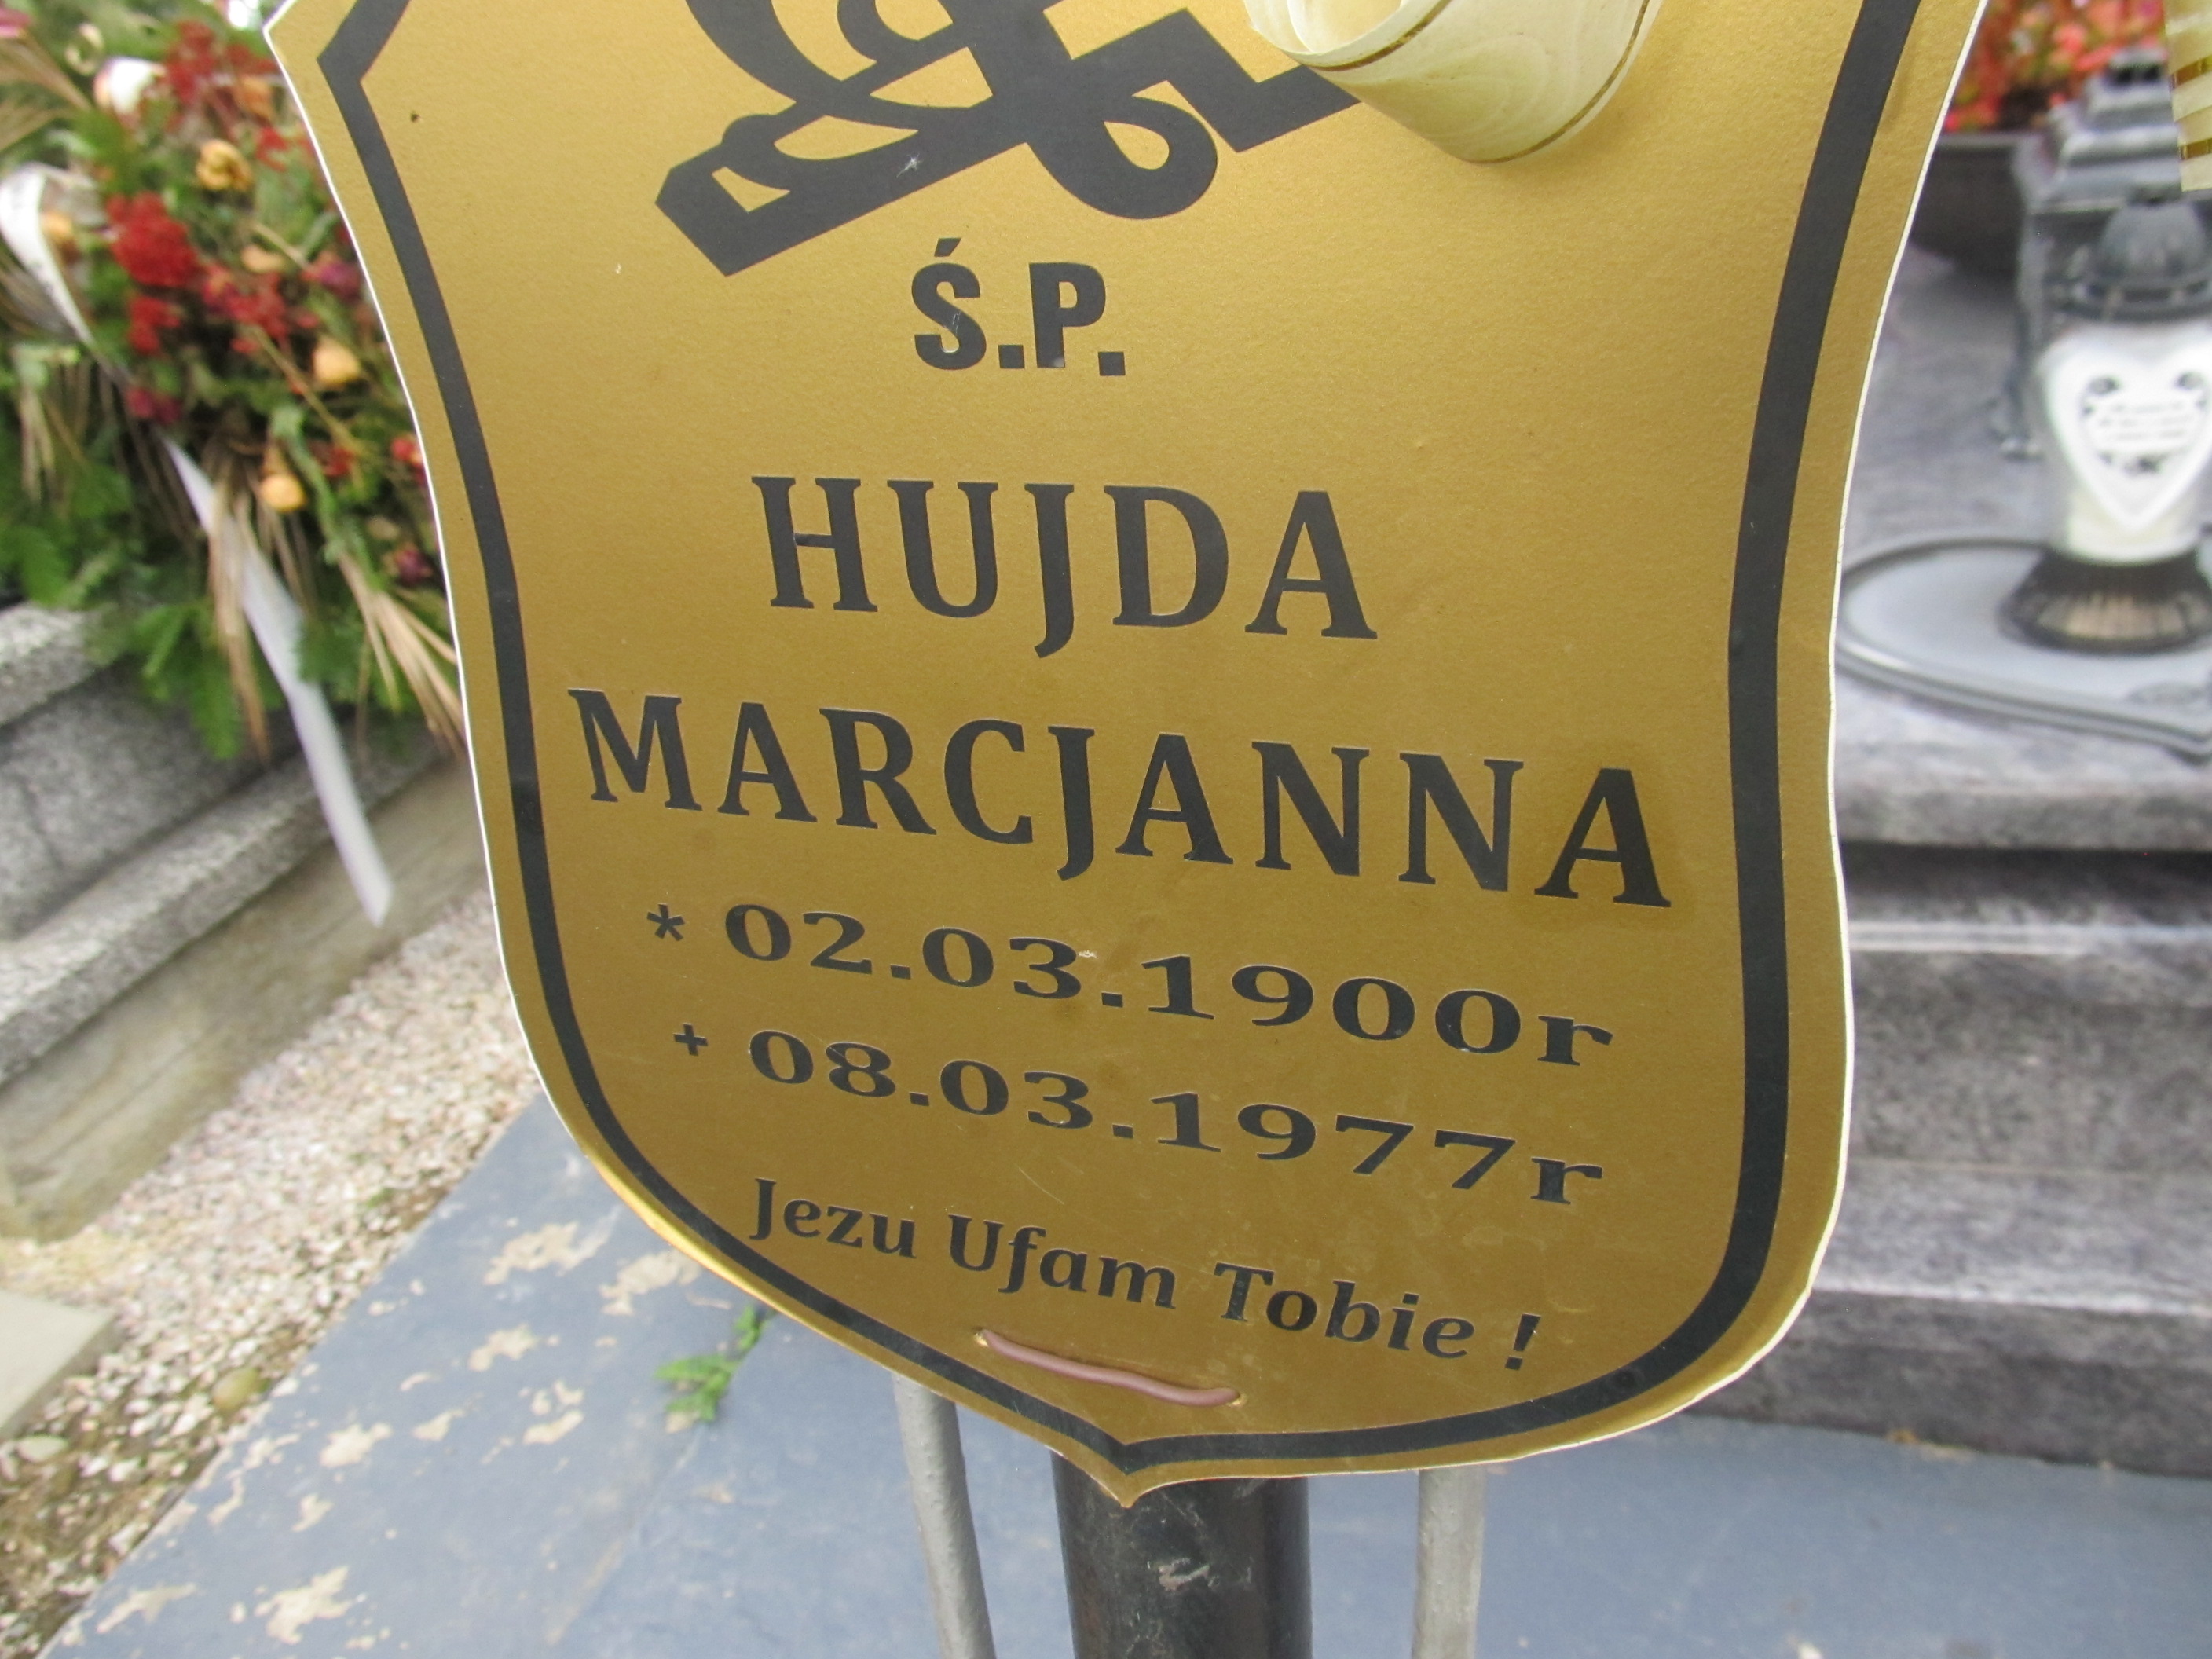 Ś.P.
HUJDA
MARCJANNA
* 02.03.1900r
+ 08.03.1977r
Jezu Ufam Tobie !